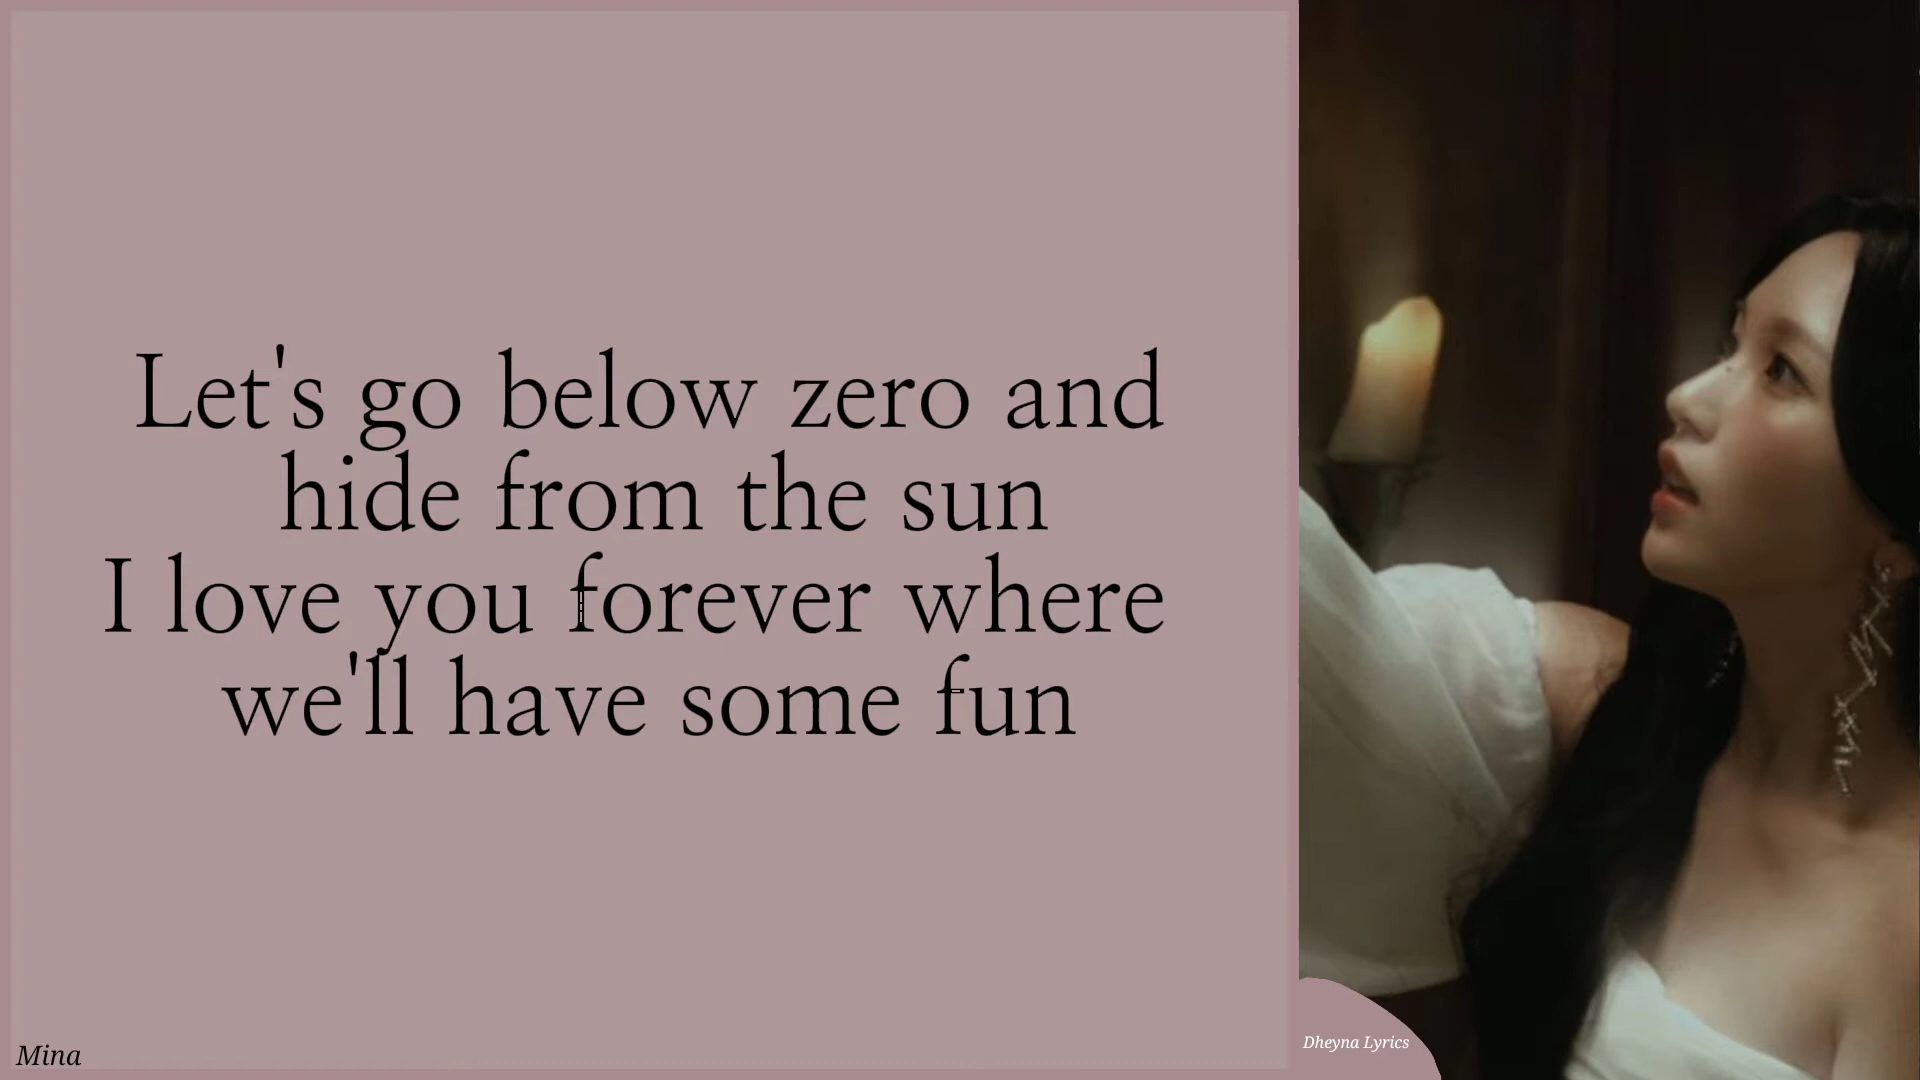 Let's go below zero and
hide from the sun
I love you forever where
we'll have some fun
Mina
Dheyna Lyrics